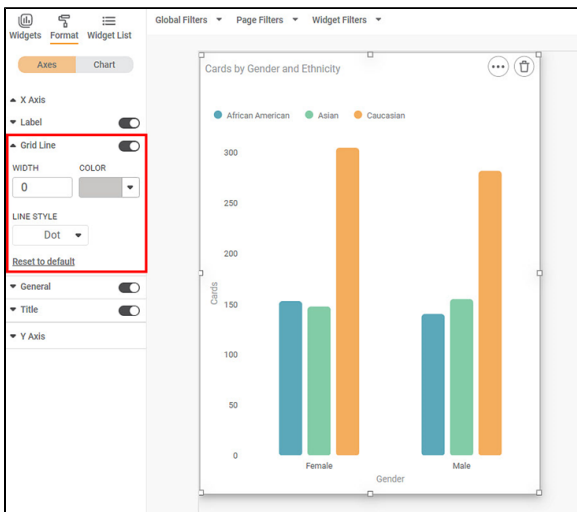 Widgets Format Widget List
Global Filters Page Filters Widget Filters
Axes Chart
X Axis
Label
Grid Line
WIDTH COLOR
0
LINE STYLE
Dot
Reset to default
General
Title
Y Axis
Cards by Gender and Ethnicity
African American Asian Caucasian
300
250
200
150
100
50
0
Cards
Female Male
Gender